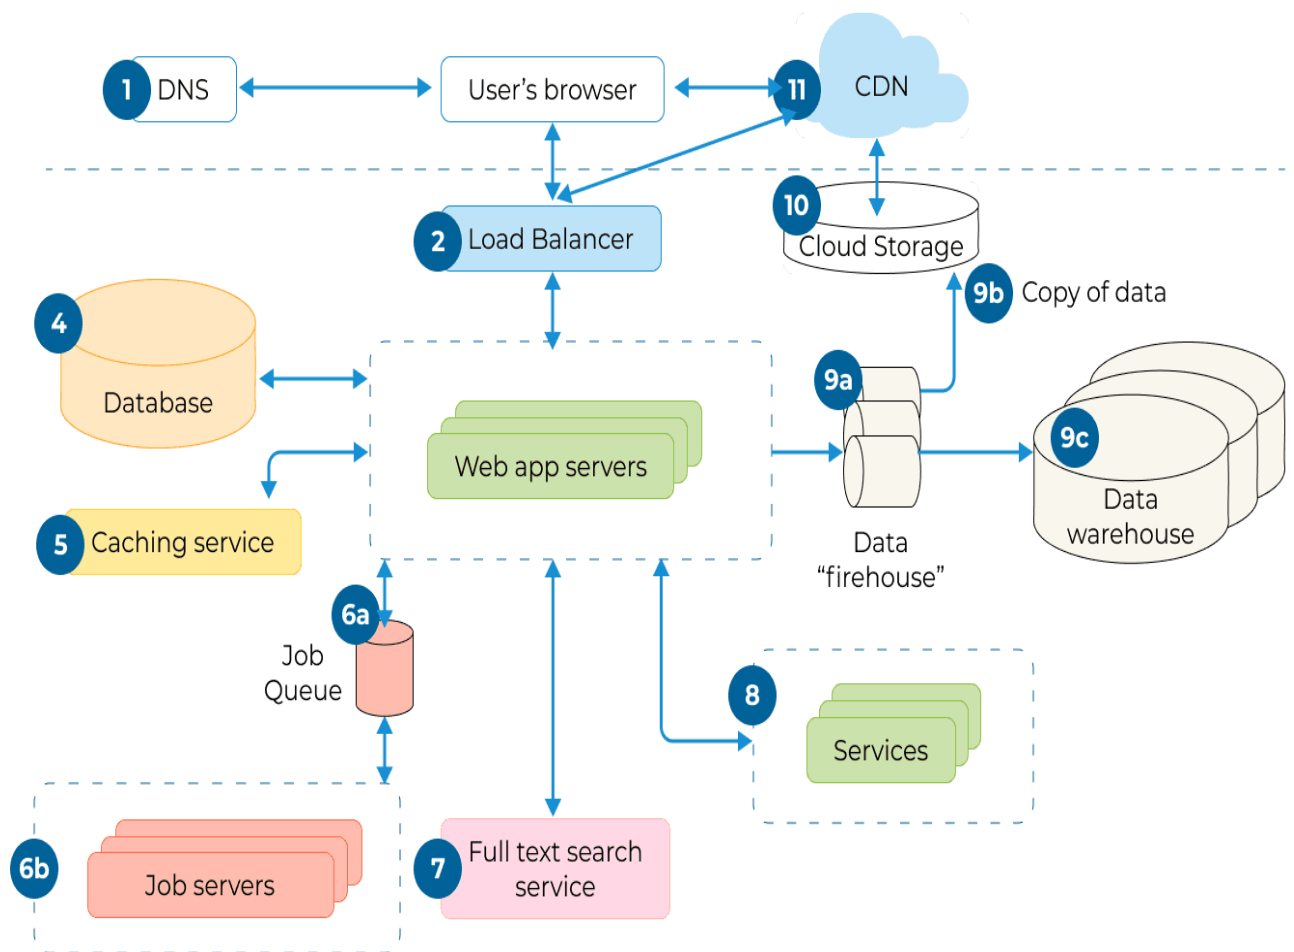 1
DNS
User's browser
11
CDN
10
Cloud Storage
2
Load Balancer
9b
Copy of data
4
Database
9a
9c
Data
warehouse
Web app servers
5
Caching service
Data
“firehouse”
6a
Job
Queue
8
Services
6b
Job servers
7
Full text search
service